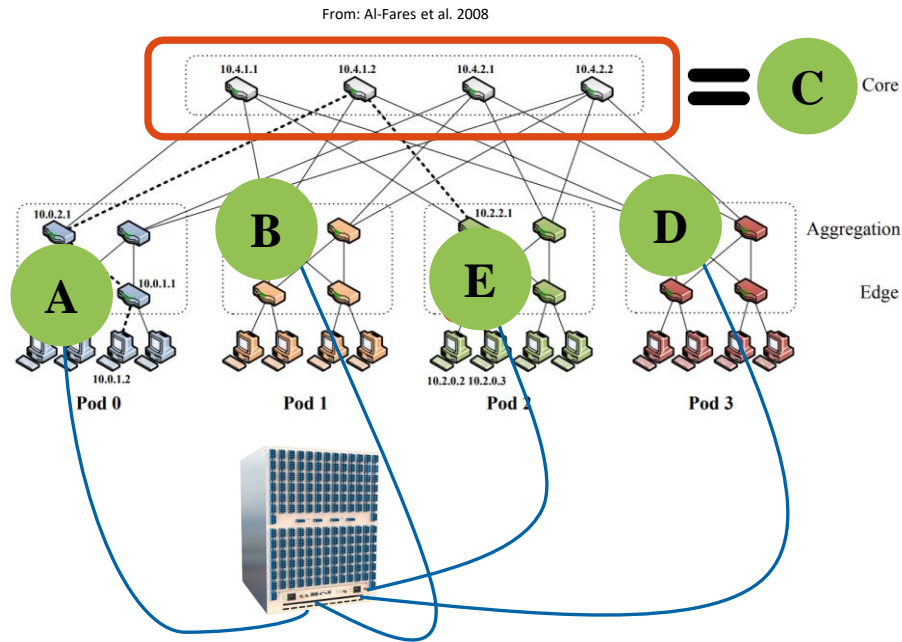 From: Al-Fares et al. 2008
10.4.1.1 10.4.1.2 10.4.2.1 10.4.2.2
C
Core
10.0.2.1
10.2.2.1
B
D
Aggregation
A
10.0.1.1
E
Edge
10.0.1.2
10.2.0.2 10.2.0.3
Pod 0 Pod 1 Pod 2 Pod 3